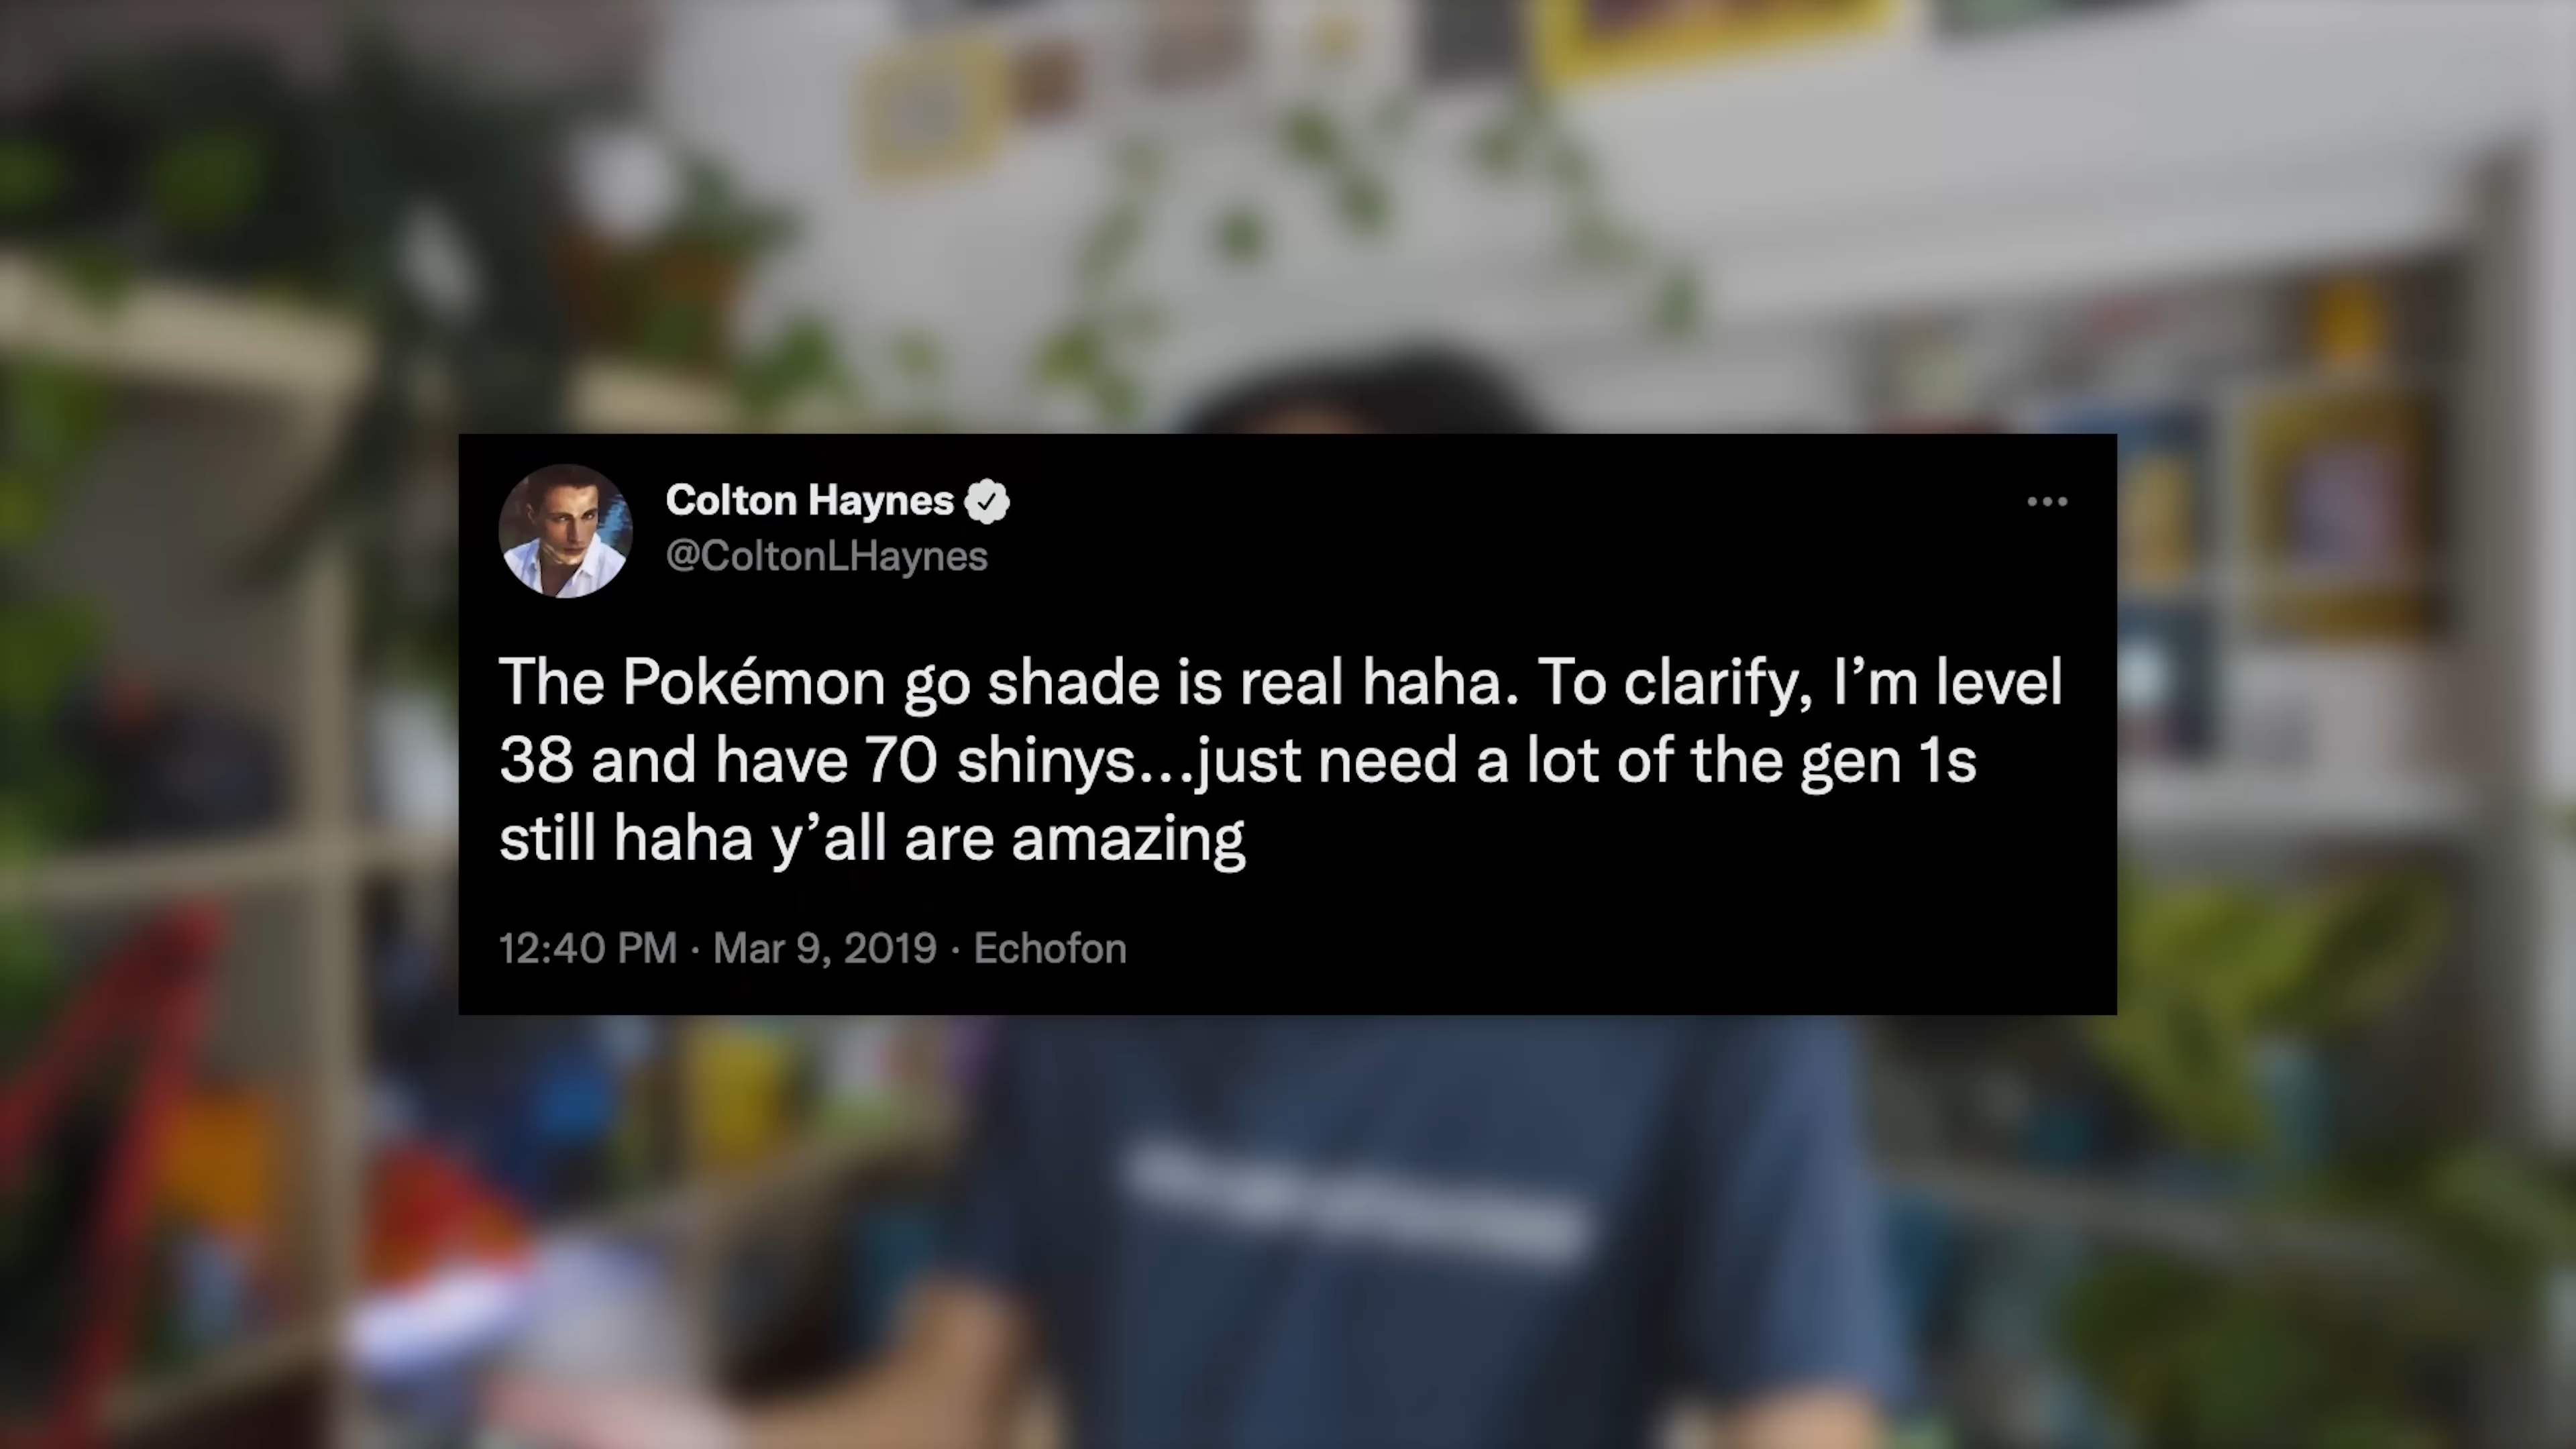 Colton Haynes
@ColtonLHaynes
The Pokémon go shade is real haha. To clarify, I’m level
38 and have 70 shinys...just need a lot of the gen 1s
still haha y’all are amazing
12:40 PM · Mar 9, 2019 · Echofon